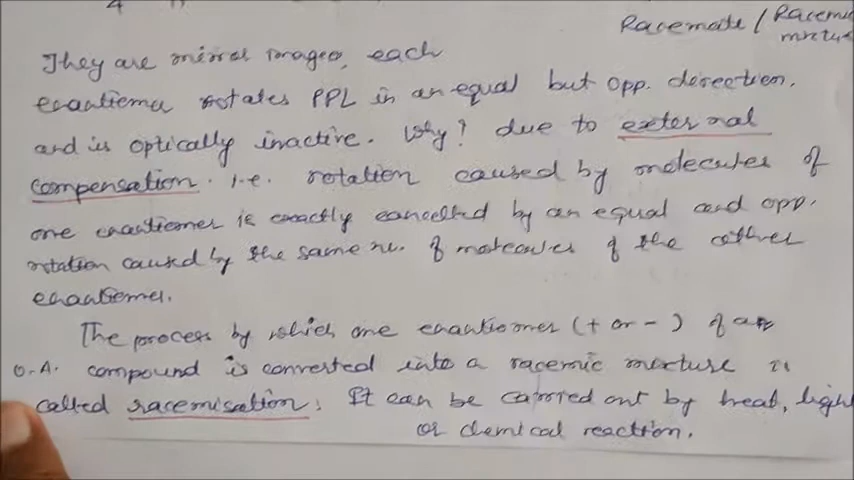 Racemate / Racemic
mixture
They are mirror images, each
enantiomer rotates PPL in an equal but opp. direction.
and is optically inactive. Why? due to external
compensation. i.e. rotation caused by molecules of
one enantiomer is exactly cancelled by an equal and opp.
rotation caused by the same no. of molecules of the other
enantiomer.
The process by which one enantiomer (+ or -) of an
O.A. compound is converted into a racemic mixture is
called racemisation. It can be carried out by heat, light
or chemical reaction.